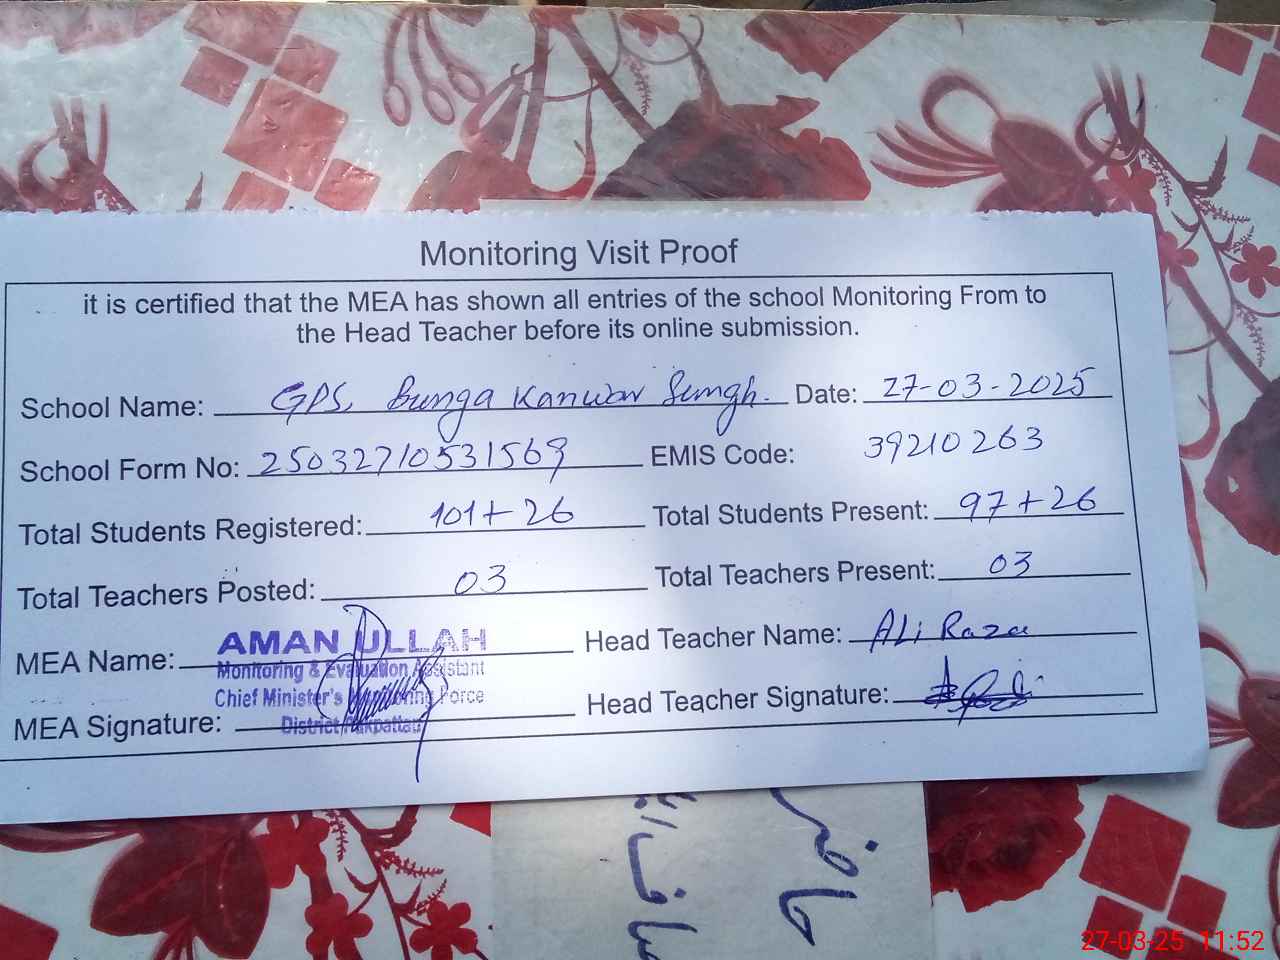 Monitoring Visit Proof
it is certified that the MEA has shown all entries of the school Monitoring From to
the Head Teacher before its online submission.
School Name: GPS, Bunga Kanwar Sumgh. Date: 27-03-2025
School Form No: 25032710531569 EMIS Code: 39210263
Total Students Registered: 101+26 Total Students Present: 97+26
Total Teachers Posted: 03 Total Teachers Present: 03
MEA Name: AMAN ULLAH Head Teacher Name: ALi Raza
Monitoring & Evaluation Assistant
Chief Minister's Monitoring Force
MEA Signature: Head Teacher Signature:
District Pakpattan
27-03-25 11:52